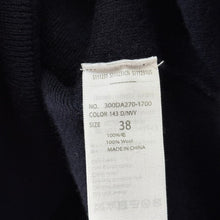 NO. 300DA270-1700
COLOR 143 D/NVY
SIZE 38
100%毛
100% Wool
MADE IN CHINA